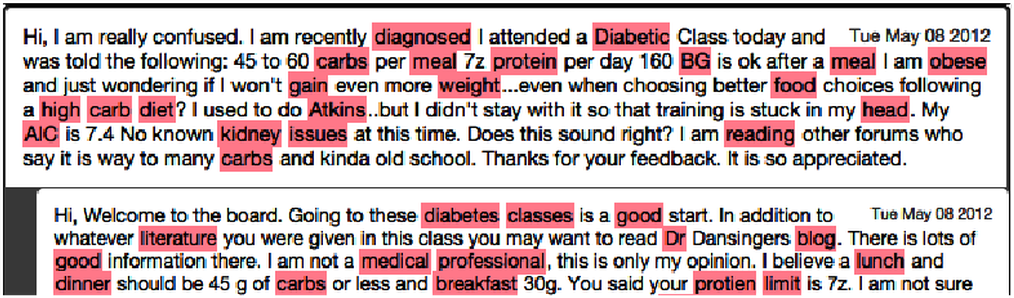 Hi, I am really confused. I am recently diagnosed I attended a Diabetic Class today and Tue May 08 2012
was told the following: 45 to 60 carbs per meal 7z protein per day 160 BG is ok after a meal I am obese
and just wondering if I won't gain even more weight...even when choosing better food choices following
a high carb diet? I used to do Atkins..but I didn't stay with it so that training is stuck in my head. My
AIC is 7.4 No known kidney issues at this time. Does this sound right? I am reading other forums who
say it is way to many carbs and kinda old school. Thanks for your feedback. It is so appreciated.
Hi, Welcome to the board. Going to these diabetes classes is a good start. In addition to Tue May 08 2012
whatever literature you were given in this class you may want to read Dr Dansingers blog. There is lots of
good information there. I am not a medical professional, this is only my opinion. I believe a lunch and
dinner should be 45 g of carbs or less and breakfast 30g. You said your protien limit is 7z. I am not sure